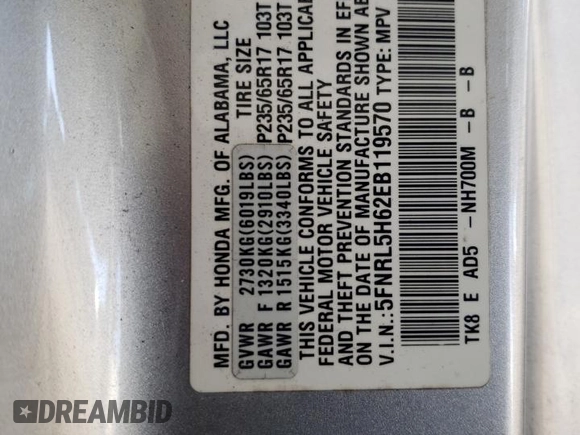 MFD. BY HONDA MFG. OF ALABAMA, LLC
TIRE SIZE
GVWR 2730KG(6019LBS)
GAWR F 1320KG(2910LBS) P235/65R17 103T
GAWR R 1515KG(3340LBS) P235/65R17 103T
THIS VEHICLE CONFORMS TO ALL APPLICAB
FEDERAL MOTOR VEHICLE SAFETY
AND THEFT PREVENTION STANDARDS IN EF
ON THE DATE OF MANUFACTURE SHOWN AB
V.I.N.:5FNRL5H62EB119570 TYPE: MPV
TK8 E AD5 -NH700M - B - B
DREAMBID